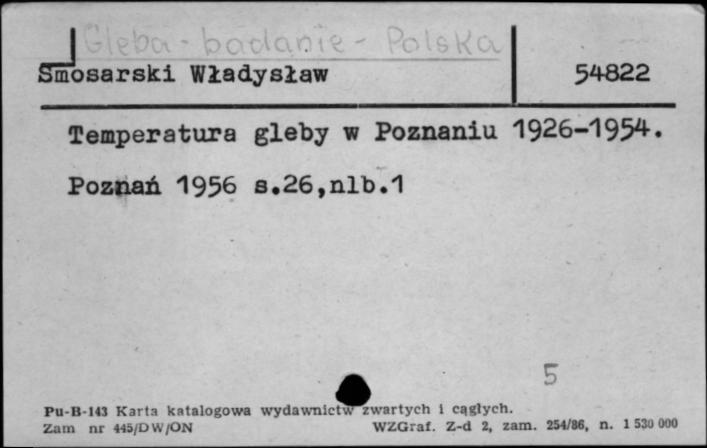 Gleba - badanie - Polska
Smosarski Władysław 54822
Temperatura gleby w Poznaniu 1926-1954.
Poznań 1956 s.26,nlb.1
5
Pu-B-143 Karta katalogowa wydawnictw zwartych i cągłych.
Zam nr 445/DW/ON WZGraf. Z-d 2, zam. 254/86, n. 1 530 000